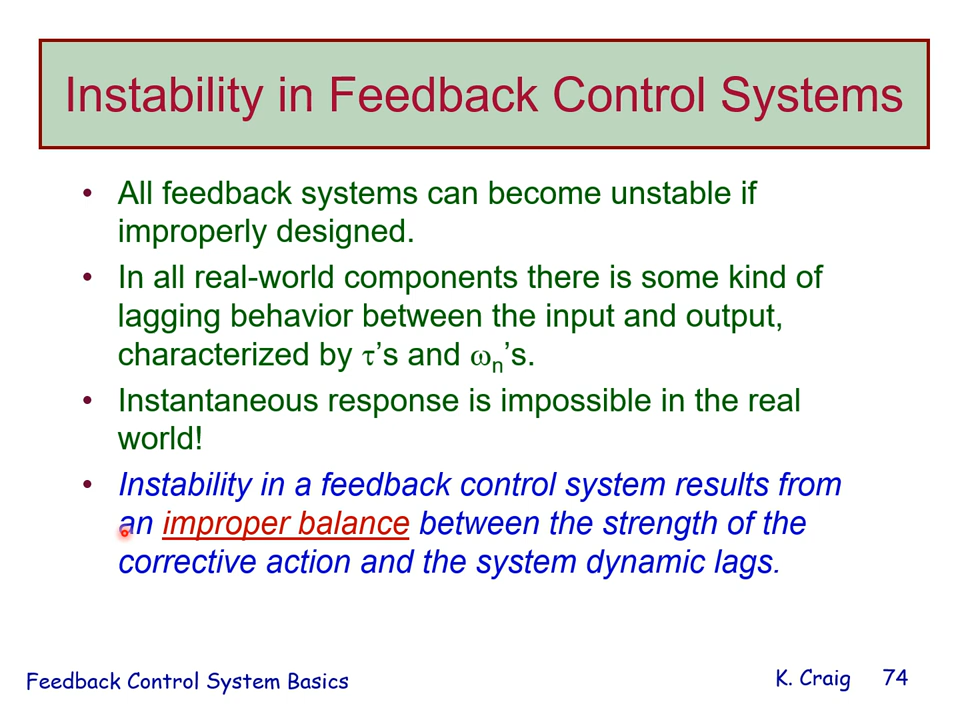 Instability in Feedback Control Systems
• All feedback systems can become unstable if
improperly designed.
• In all real-world components there is some kind of
lagging behavior between the input and output,
characterized by τ’s and ωn’s.
• Instantaneous response is impossible in the real
world!
• Instability in a feedback control system results from
an improper balance between the strength of the
corrective action and the system dynamic lags.
Feedback Control System Basics
K. Craig 74